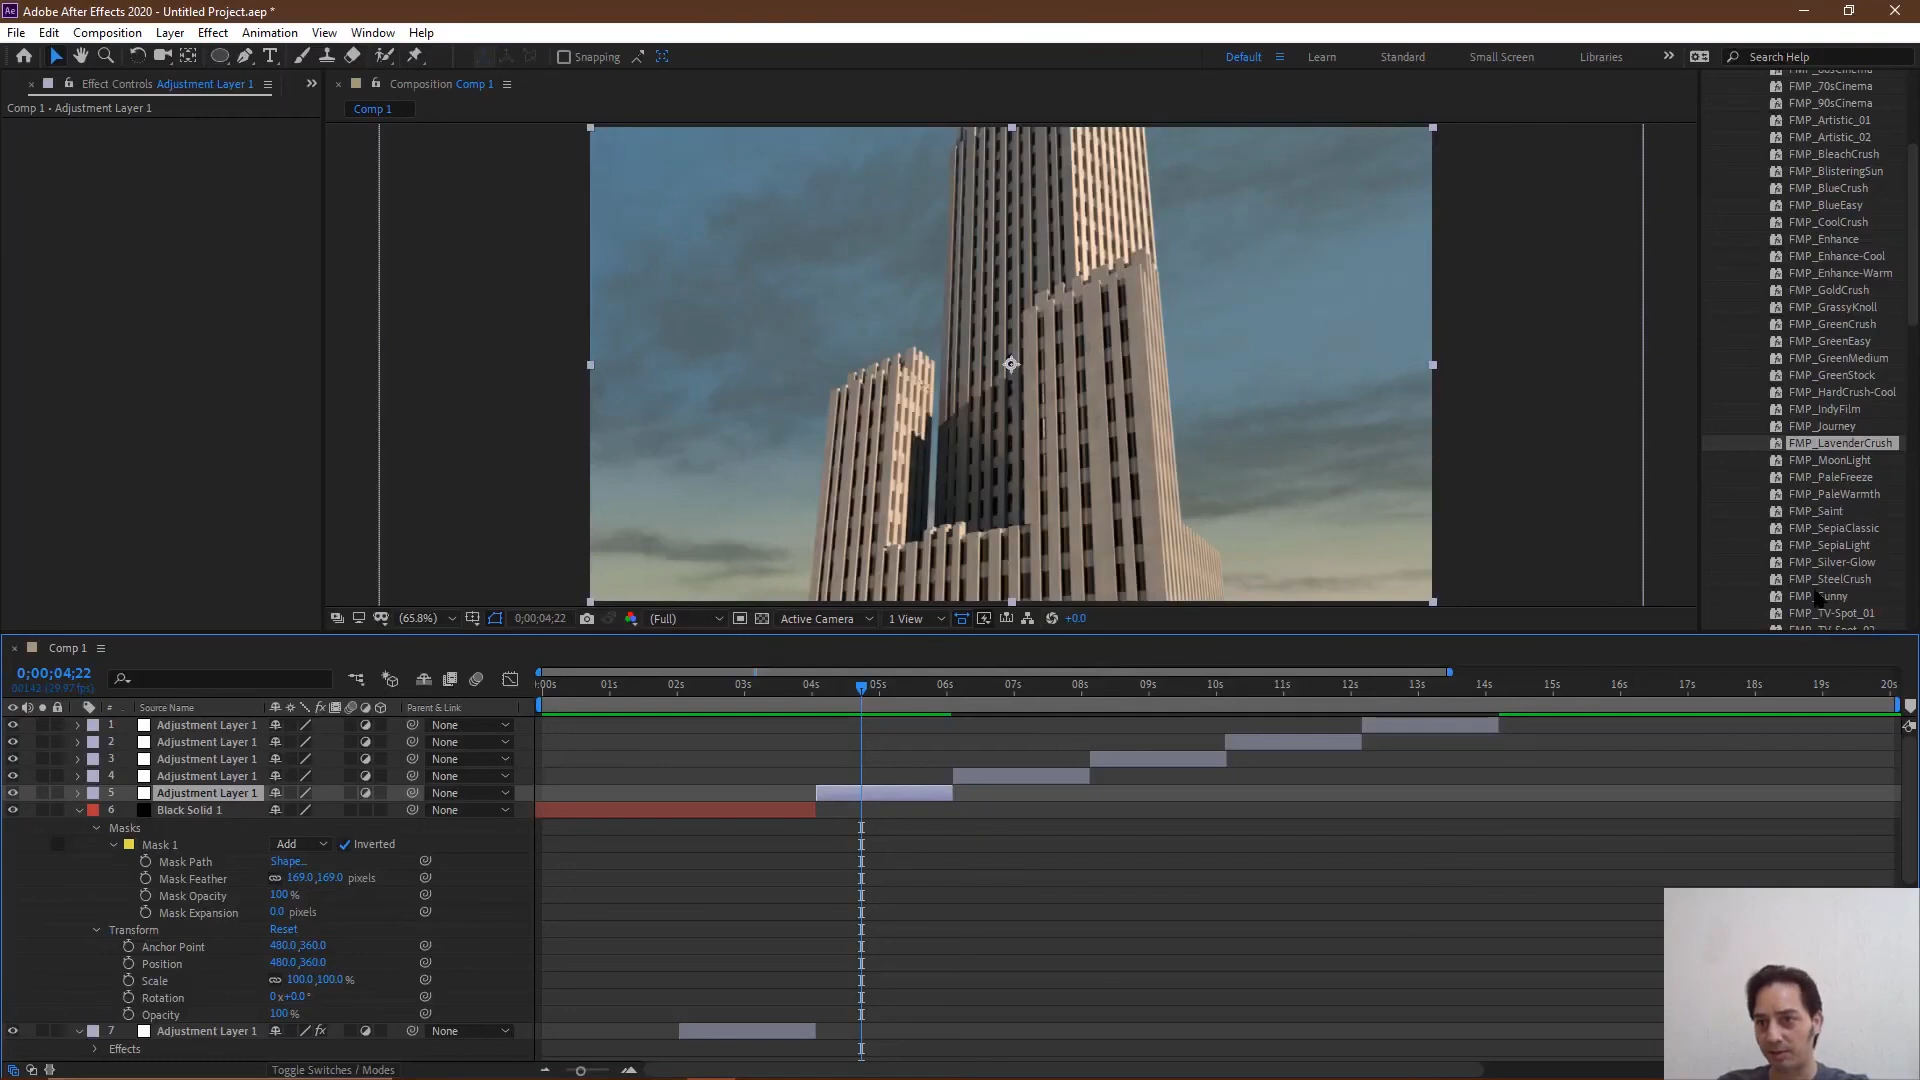 Adobe After Effects 2020 - Untitled Project.aep *
File Edit Composition Layer Effect Animation View Window Help
Snapping
Default Learn Standard Small Screen Libraries Search Help
Effect Controls Adjustment Layer 1
Comp 1 • Adjustment Layer 1
Composition Comp 1
Comp 1
FMP_70sCinema
FMP_90sCinema
FMP_Artistic_01
FMP_Artistic_02
FMP_BleachCrush
FMP_BlisteringSun
FMP_BlueCrush
FMP_BlueEasy
FMP_CoolCrush
FMP_Enhance
FMP_Enhance-Cool
FMP_Enhance-Warm
FMP_GoldCrush
FMP_GrassyKnoll
FMP_GreenCrush
FMP_GreenEasy
FMP_GreenMedium
FMP_GreenStock
FMP_HardCrush-Cool
FMP_IndyFilm
FMP_Journey
FMP_LavenderCrush
FMP_MoonLight
FMP_PaleFreeze
FMP_PaleWarmth
FMP_Saint
FMP_SepiaClassic
FMP_SepiaLight
FMP_Silver-Glow
FMP_SteelCrush
FMP_Sunny
FMP_TV-Spot_01
(65.8%) 0;00;04;22 (Full) Active Camera 1 View +0.0
Comp 1
0;00;04;22
00142 (29.97 fps)
:00s 01s 02s 03s 04s 05s 06s 07s 08s 09s 10s 11s 12s 13s 14s 15s 16s 17s 18s 19s 20s
# Source Name Parent & Link
1 Adjustment Layer 1 None
2 Adjustment Layer 1 None
3 Adjustment Layer 1 None
4 Adjustment Layer 1 None
5 Adjustment Layer 1 None
6 Black Solid 1 None
Masks
Mask 1 Add Inverted
Mask Path Shape...
Mask Feather 169.0,169.0 pixels
Mask Opacity 100 %
Mask Expansion 0.0 pixels
Transform Reset
Anchor Point 480.0,360.0
Position 480.0,360.0
Scale 100.0,100.0 %
Rotation 0 x+0.0 °
Opacity 100 %
7 Adjustment Layer 1 None
Effects
Toggle Switches / Modes